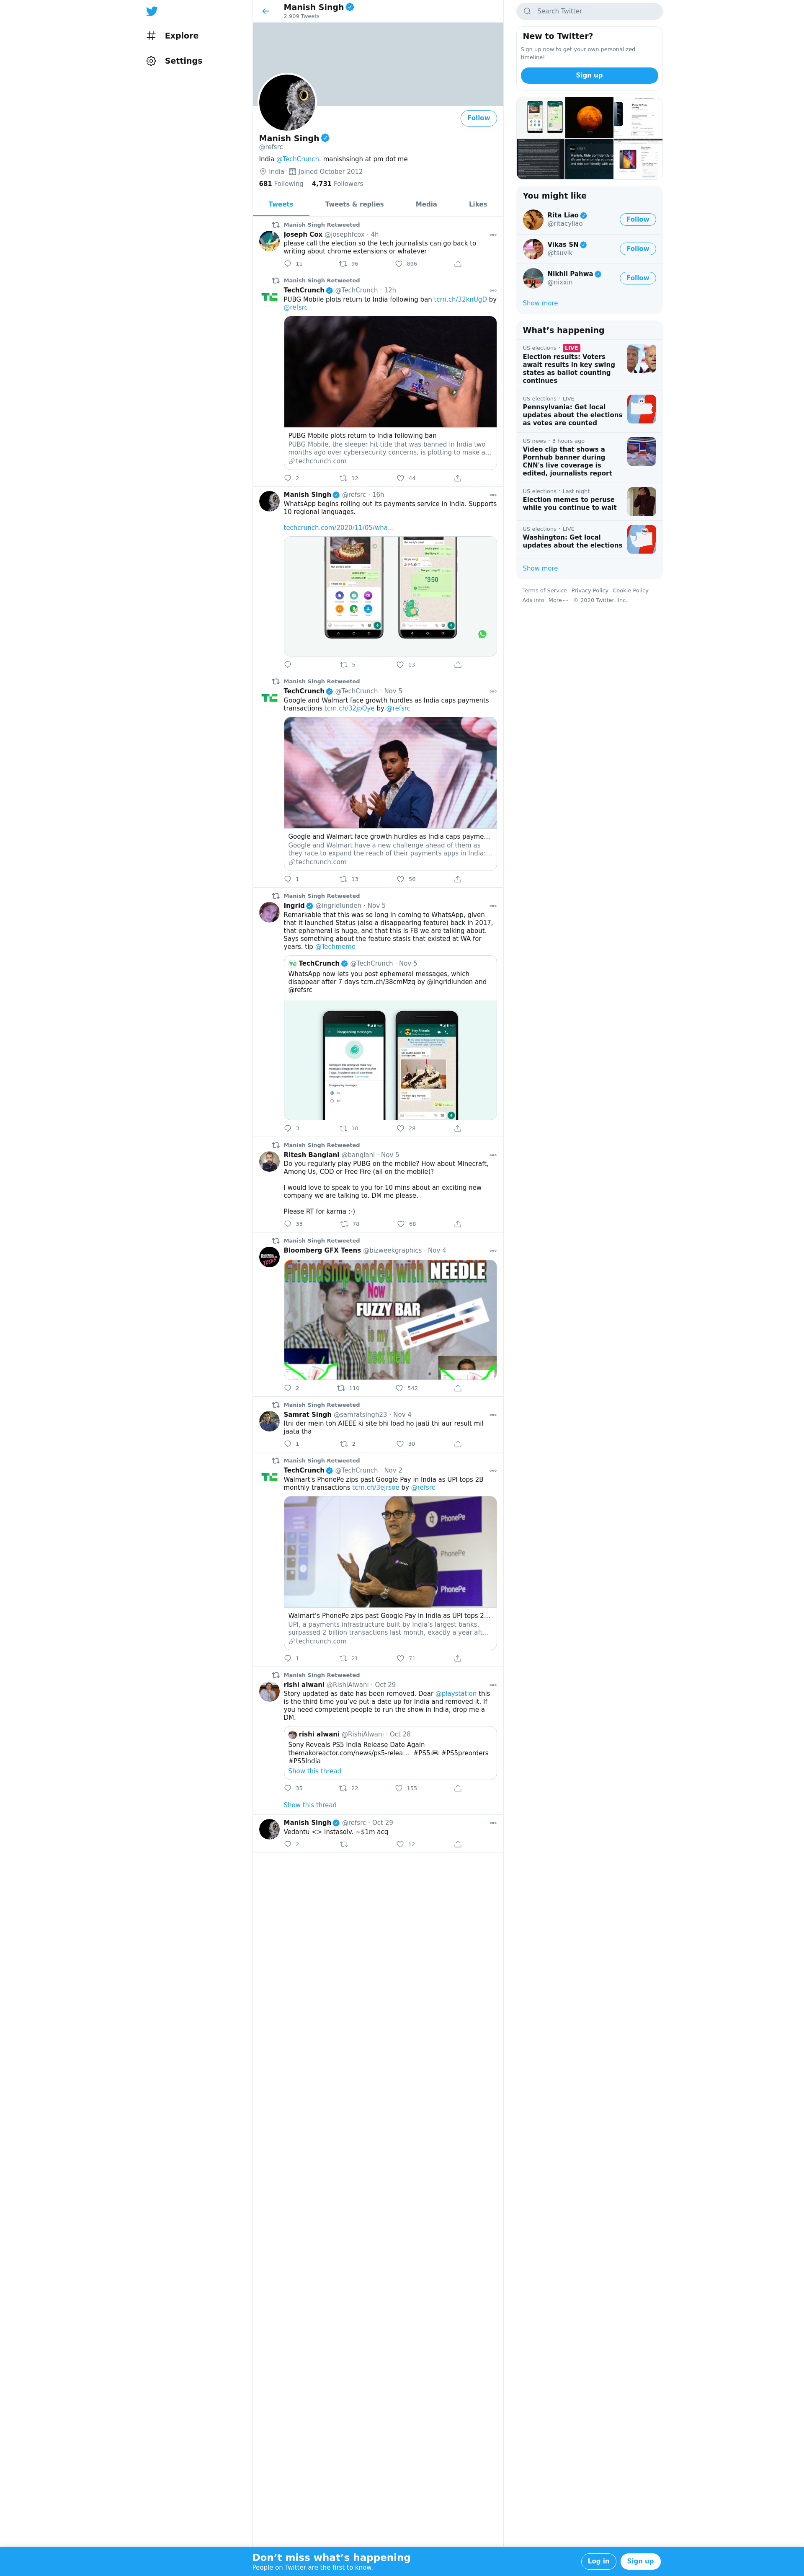 Explore
Settings
Manish Singh
2,909 Tweets
Follow
Manish Singh
@refsrc
India @TechCrunch. manishsingh at pm dot me
India Joined October 2012
681 Following 4,731 Followers
Tweets Tweets & replies Media Likes
Manish Singh Retweeted
Joseph Cox @josephfcox · 4h
please call the election so the tech journalists can go back to
writing about chrome extensions or whatever
11 96 896
Manish Singh Retweeted
TechCrunch @TechCrunch · 12h
PUBG Mobile plots return to India following ban tcrn.ch/32knUgD by
@refsrc
PUBG Mobile plots return to India following ban
PUBG Mobile, the sleeper hit title that was banned in India two
months ago over cybersecurity concerns, is plotting to make a...
techcrunch.com
2 12 44
Manish Singh @refsrc · 16h
WhatsApp begins rolling out its payments service in India. Supports
10 regional languages.
techcrunch.com/2020/11/05/wha...
₹350
5 13
Manish Singh Retweeted
TechCrunch @TechCrunch · Nov 5
Google and Walmart face growth hurdles as India caps payments
transactions tcrn.ch/32jpOye by @refsrc
Google and Walmart face growth hurdles as India caps payme...
Google and Walmart have a new challenge ahead of them as
they race to expand the reach of their payments apps in India:...
techcrunch.com
1 13 56
Manish Singh Retweeted
Ingrid @ingridlunden · Nov 5
Remarkable that this was so long in coming to WhatsApp, given
that it launched Status (also a disappearing feature) back in 2017,
that ephemeral is huge, and that this is FB we are talking about.
Says something about the feature stasis that existed at WA for
years. tip @Techmeme
TechCrunch @TechCrunch · Nov 5
WhatsApp now lets you post ephemeral messages, which
disappear after 7 days tcrn.ch/38cmMzq by @ingridlunden and
@refsrc
Disappearing messages
3 10 28
Manish Singh Retweeted
Ritesh Banglani @banglani · Nov 5
Do you regularly play PUBG on the mobile? How about Minecraft,
Among Us, COD or Free Fire (all on the mobile)?
I would love to speak to you for 10 mins about an exciting new
company we are talking to. DM me please.
Please RT for karma :-)
33 78 68
Manish Singh Retweeted
Bloomberg GFX Teens @bizweekgraphics · Nov 4
Friendship ended with NEEDLE
Now
FUZZY BAR
is my
best friend
2 110 542
Manish Singh Retweeted
Samrat Singh @samratsingh23 · Nov 4
Itni der mein toh AIEEE ki site bhi load ho jaati thi aur result mil
jaata tha
1 2 30
Manish Singh Retweeted
TechCrunch @TechCrunch · Nov 2
Walmart's PhonePe zips past Google Pay in India as UPI tops 2B
monthly transactions tcrn.ch/3ejrsoe by @refsrc
PhonePe
PhonePe
PhonePe
Walmart's PhonePe zips past Google Pay in India as UPI tops 2...
UPI, a payments infrastructure built by India's largest banks,
surpassed 2 billion transactions last month, exactly a year aft...
techcrunch.com
1 21 71
Manish Singh Retweeted
rishi alwani @RishiAlwani · Oct 29
Story updated as date has been removed. Dear @playstation this
is the third time you've put a date up for India and removed it. If
you need competent people to run the show in India, drop me a
DM.
rishi alwani @RishiAlwani · Oct 28
Sony Reveals PS5 India Release Date Again
themakoreactor.com/news/ps5-relea... #PS5 #PS5preorders
#PS5India
Show this thread
35 22 155
Show this thread
Manish Singh @refsrc · Oct 29
Vedantu <> Instasolv. ~$1m acq
2 12
Search Twitter
New to Twitter?
Sign up now to get your own personalized
timeline!
Sign up
You might like
Rita Liao
@ritacyliao
Follow
Vikas SN
@tsuvik
Follow
Nikhil Pahwa
@nixxin
Follow
Show more
What's happening
US elections · LIVE
Election results: Voters
await results in key swing
states as ballot counting
continues
US elections · LIVE
Pennsylvania: Get local
updates about the elections
as votes are counted
US news · 3 hours ago
Video clip that shows a
Pornhub banner during
CNN's live coverage is
edited, journalists report
US elections · Last night
Election memes to peruse
while you continue to wait
US elections · LIVE
Washington: Get local
updates about the elections
Show more
Terms of Service Privacy Policy Cookie Policy
Ads info More © 2020 Twitter, Inc.
Don't miss what's happening
People on Twitter are the first to know.
Log in
Sign up